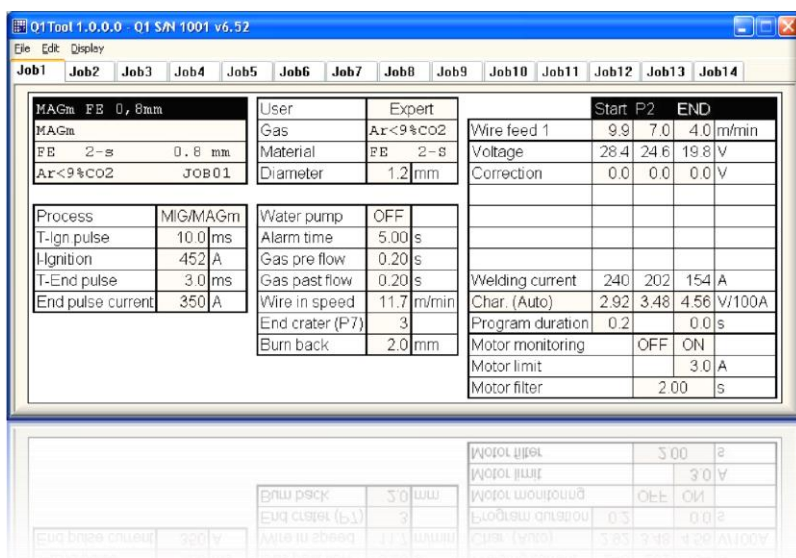 Q1Tool 1.0.0.0 - Q1 S/N 1001 v6.52
File Edit Display
Job1 Job2 Job3 Job4 Job5 Job6 Job7 Job8 Job9 Job10 Job11 Job12 Job13 Job14
MAGm FE 0,8mm
MAGm
FE 2-s 0.8 mm
Ar<9%CO2 JOB01
Process MIG/MAGm
T-Ign pulse 10.0 ms
I-Ignition 452 A
T-End pulse 3.0 ms
End pulse current 350 A
User Expert
Gas Ar<9%CO2
Material FE 2-S
Diameter 1.2 mm
Water pump OFF
Alarm time 5.00 s
Gas pre flow 0.20 s
Gas past flow 0.20 s
Wire in speed 11.7 m/min
End crater (P7) 3
Burn back 2.0 mm
Start P2 END
Wire feed 1 9.9 7.0 4.0 m/min
Voltage 28.4 24.6 19.8 V
Correction 0.0 0.0 0.0 V
Welding current 240 202 154 A
Char. (Auto) 2.92 3.48 4.56 V/100A
Program duration 0.2 0.0 s
Motor monitoring OFF ON
Motor limit 3.0 A
Motor filter 2.00 s